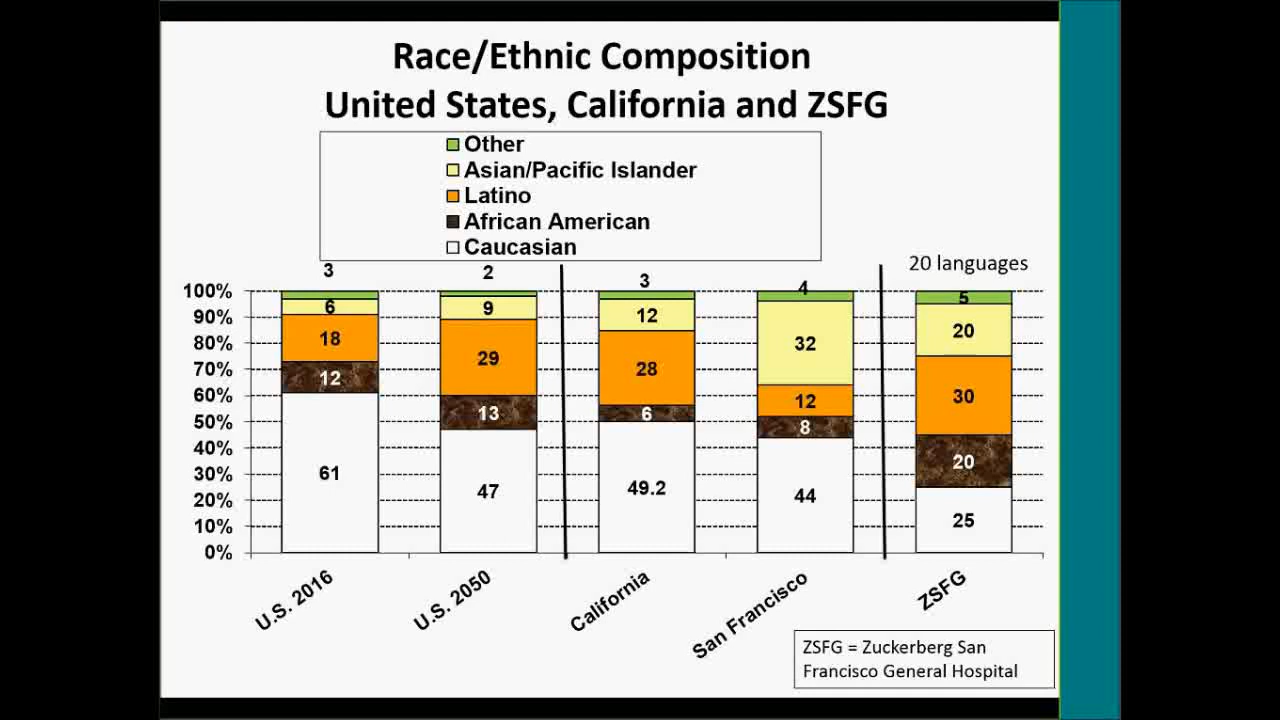 Race/Ethnic Composition
United States, California and ZSFG
Other
Asian/Pacific Islander
Latino
African American
Caucasian
20 languages
3
2
3
4
5
100%
90%
80%
70%
60%
50%
40%
30%
20%
10%
0%
6
18
12
61
9
29
13
47
12
28
6
49.2
32
12
8
44
20
30
20
25
U.S. 2016
U.S. 2050
California
San Francisco
ZSFG
ZSFG = Zuckerberg San
Francisco General Hospital